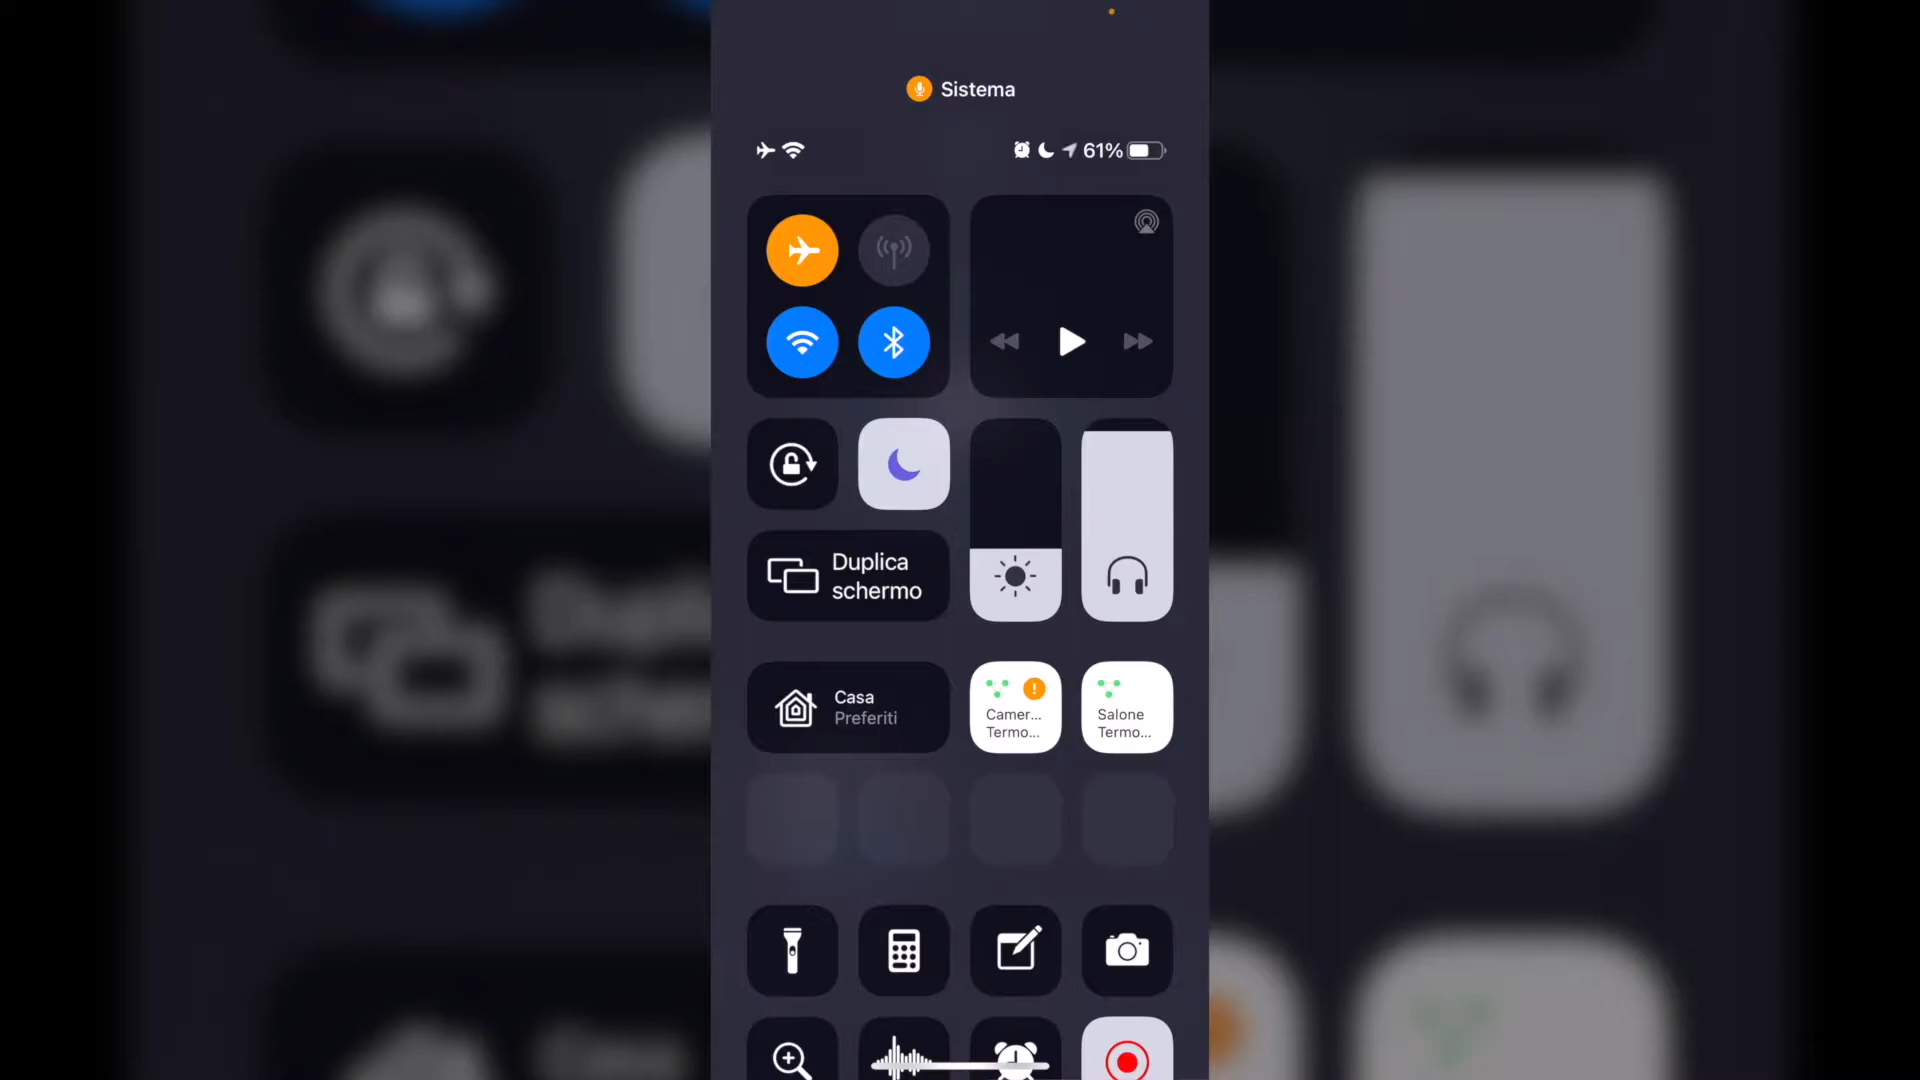 Sistema
61%
Duplica
schermo
Casa
Preferiti
Camer...
Termo...
Salone
Termo...